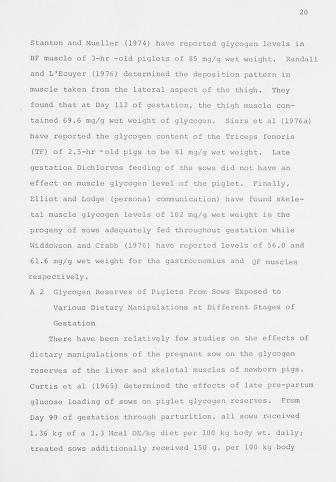 20
Stanton and Mueller (1974) have reported glycogen levels in
BF muscle of 3-hr -old piglets of 85 mg/g wet weight. Randall
and L'Ecuyer (1976) determined the deposition pattern in
muscle taken from the lateral aspect of the thigh. They
found that at Day 112 of gestation, the thigh muscle con-
tained 69.6 mg/g wet weight of glycogen. Siers et al (1976a)
have reported the glycogen content of the Triceps femoris
(TF) of 2.5-hr -old pigs to be 81 mg/g wet weight. Late
gestation Dichlorvos feeding of the sows did not have an
effect on muscle glycogen level of the piglet. Finally,
Elliot and Lodge (personal communication) have found skele-
tal muscle glycogen levels of 102 mg/g wet weight in the
progeny of sows adequately fed throughout gestation while
Widdowson and Crabb (1976) have reported levels of 56.0 and
61.6 mg/g wet weight for the gastrocnemius and QF muscles
respectively.
A 2 Glycogen Reserves of Piglets From Sows Exposed to
Various Dietary Manipulations at Different Stages of
Gestation
There have been relatively few studies on the effects of
dietary manipulations of the pregnant sow on the glycogen
reserves of the liver and skeletal muscles of newborn pigs.
Curtis et al (1965) determined the effects of late pre-partum
glucose loading of sows on piglet glycogen reserves. From
Day 99 of gestation through parturition, all sows received
1.36 kg of a 3.3 Mcal DE/kg diet per 100 kg body wt. daily;
treated sows additionally received 150 g. per 100 kg body